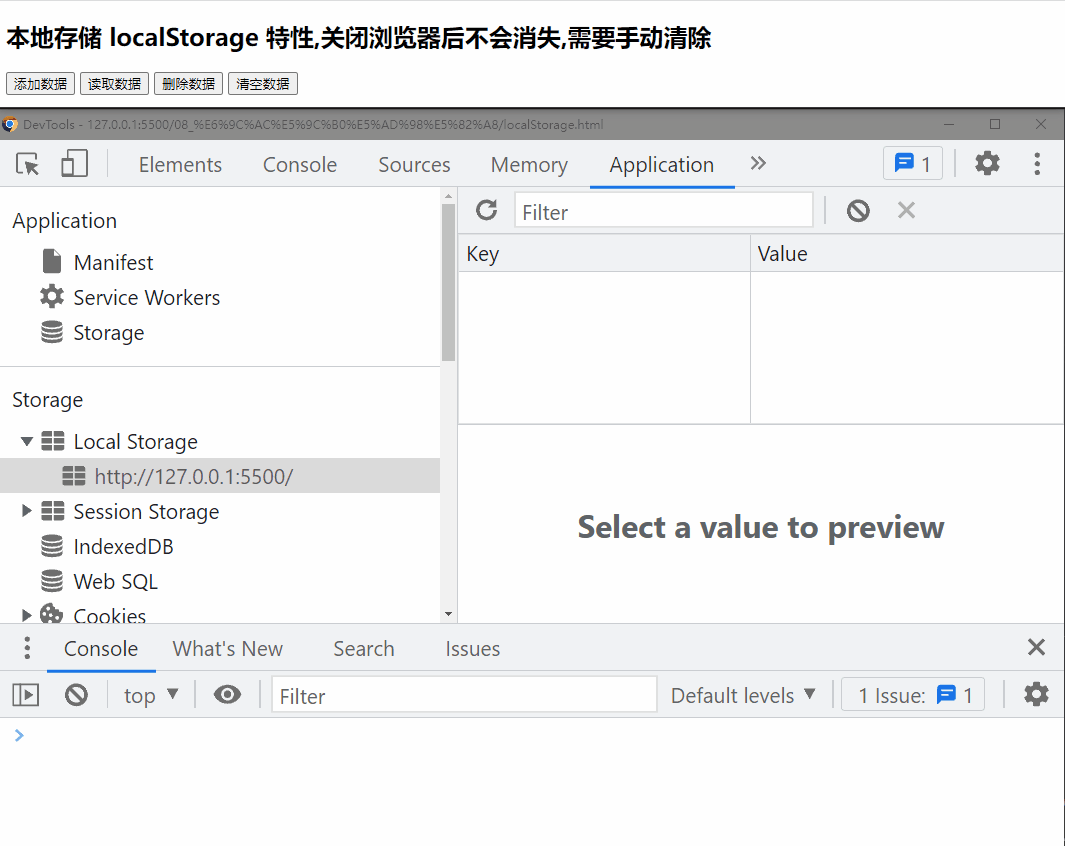 本地存储 localStorage 特性,关闭浏览器后不会消失,需要手动清除
添加数据 读取数据 删除数据 清空数据
DevTools - 127.0.0.1:5500/08_%E6%9C%AC%E5%9C%B0%E5%AD%98%E5%82%A8/localStorage.html
Elements Console Sources Memory Application 1
Application
Manifest
Service Workers
Storage
Storage
Local Storage
http://127.0.0.1:5500/
Session Storage
IndexedDB
Web SQL
Cookies
Filter
Key Value
Select a value to preview
Console What's New Search Issues
top Filter Default levels 1 Issue: 1